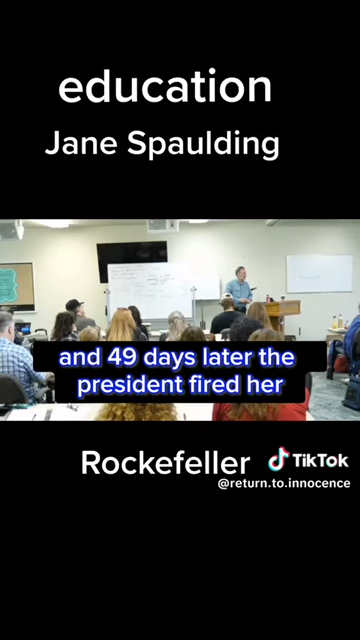 education
Jane Spaulding
and 49 days later the
president fired her
Rockefeller
TikTok
@return.to.innocence